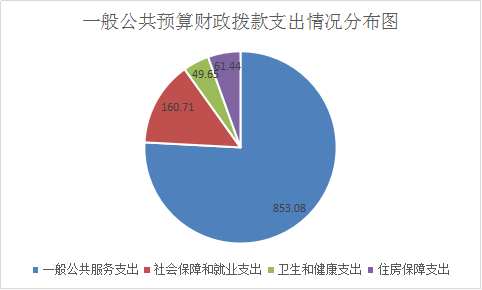 一般公共预算财政拨款支出情况分布图
61.44
49.65
160.71
853.08
一般公共服务支出 社会保障和就业支出 卫生和健康支出 住房保障支出